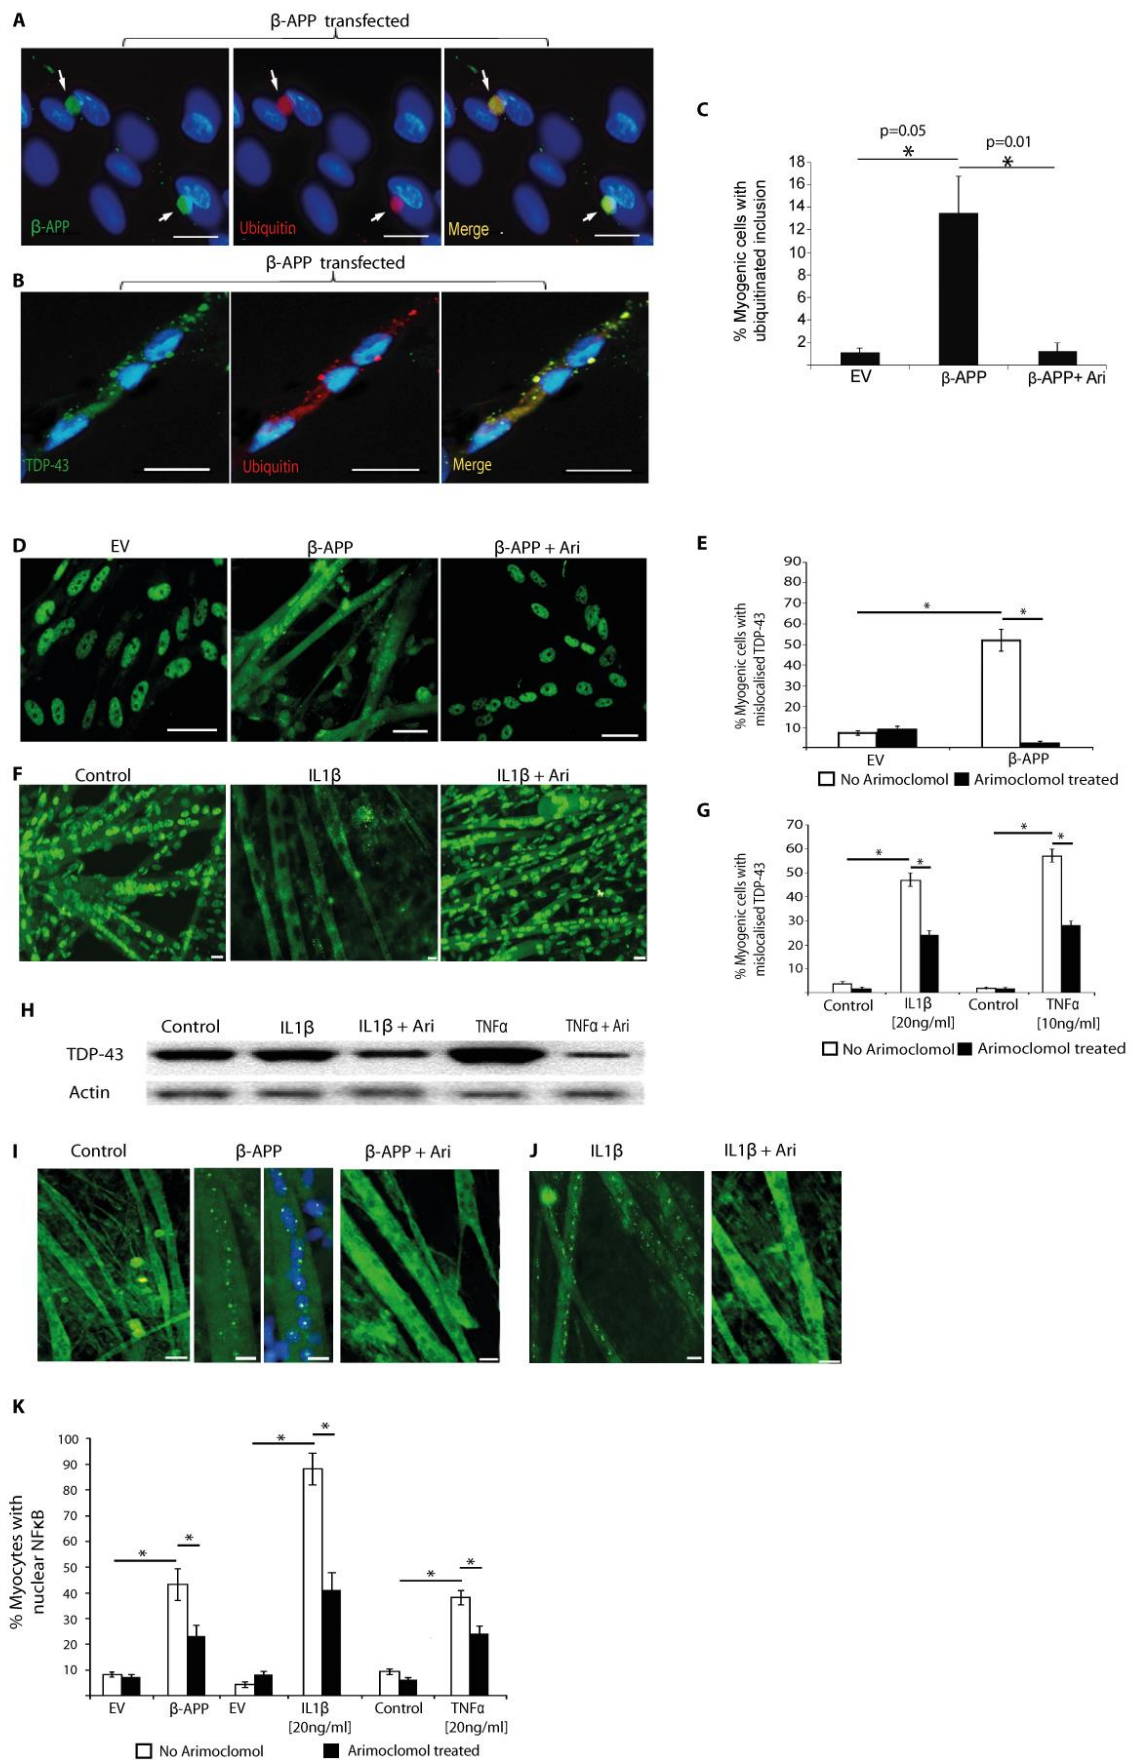 A
β-APP transfected
β-APP
Ubiquitin
Merge
B
β-APP transfected
TDP-43
Ubiquitin
Merge
C
p=0.05
p=0.01
*
*
% Myogenic cells with
ubiquitinated inclusion
18
16
14
12
10
8
6
4
2
EV
β-APP
β-APP+ Ari
D
EV
β-APP
β-APP + Ari
E
% Myogenic cells with
mislocalised TDP-43
90
80
70
60
50
40
30
20
10
*
*
EV
β-APP
No Arimoclomol
Arimoclomol treated
F
Control
IL1β
IL1β + Ari
G
% Myogenic cells with
mislocalised TDP-43
70
60
50
40
30
20
10
*
*
*
*
Control
IL1β
[20ng/ml]
Control
TNFα
[10ng/ml]
No Arimoclomol
Arimoclomol treated
H
Control
IL1β
IL1β + Ari
TNFα
TNFα + Ari
TDP-43
Actin
I
Control
β-APP
β-APP + Ari
J
IL1β
IL1β + Ari
K
% Myocytes with
nuclear NFκB
100
90
80
70
60
50
40
30
20
10
*
*
*
*
*
*
EV
β-APP
EV
IL1β
[20ng/ml]
Control
TNFα
[20ng/ml]
No Arimoclomol
Arimoclomol treated